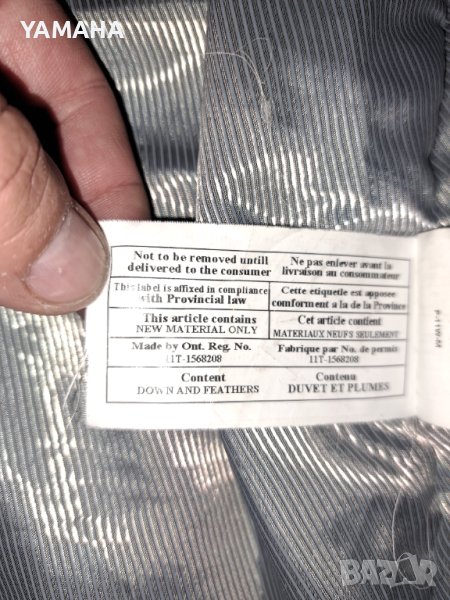 YAMAHA
Not to be removed untill
delivered to the consumer
Ne pas enlever avant la
livraison au consommateur
This label is affixed in compliance
with Provincial law
Cette etiquetle est apposee
comforment a la de la Province
This article contains
NEW MATERIAL ONLY
Cet article contient
MATERIAUX NEUFS SEULEMENT
Made by Ont. Reg. No.
11T-1568208
Fabrique par No. de permis
11T-1568208
Content
DOWN AND FEATHERS
Contenu
DUVET ET PLUMES
bazar